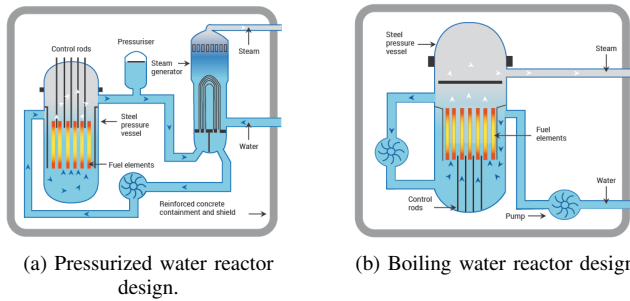 Control rods
Pressuriser
Steam
generator
Steam
Steel
pressure
vessel
Fuel elements
Water
Reinforced concrete
containment and shield
(a) Pressurized water reactor
design.
Steel
pressure
vessel
Steam
Fuel
elements
Control
rods
Pump
Water
(b) Boiling water reactor design